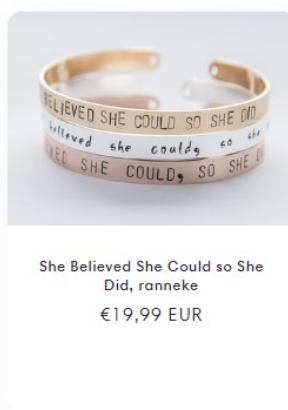 BELIEVED SHE COULD SO SHE DID
believed she could, so she
SHE COULD, SO SHE
She Believed She Could so She
Did, ranneke
€19,99 EUR